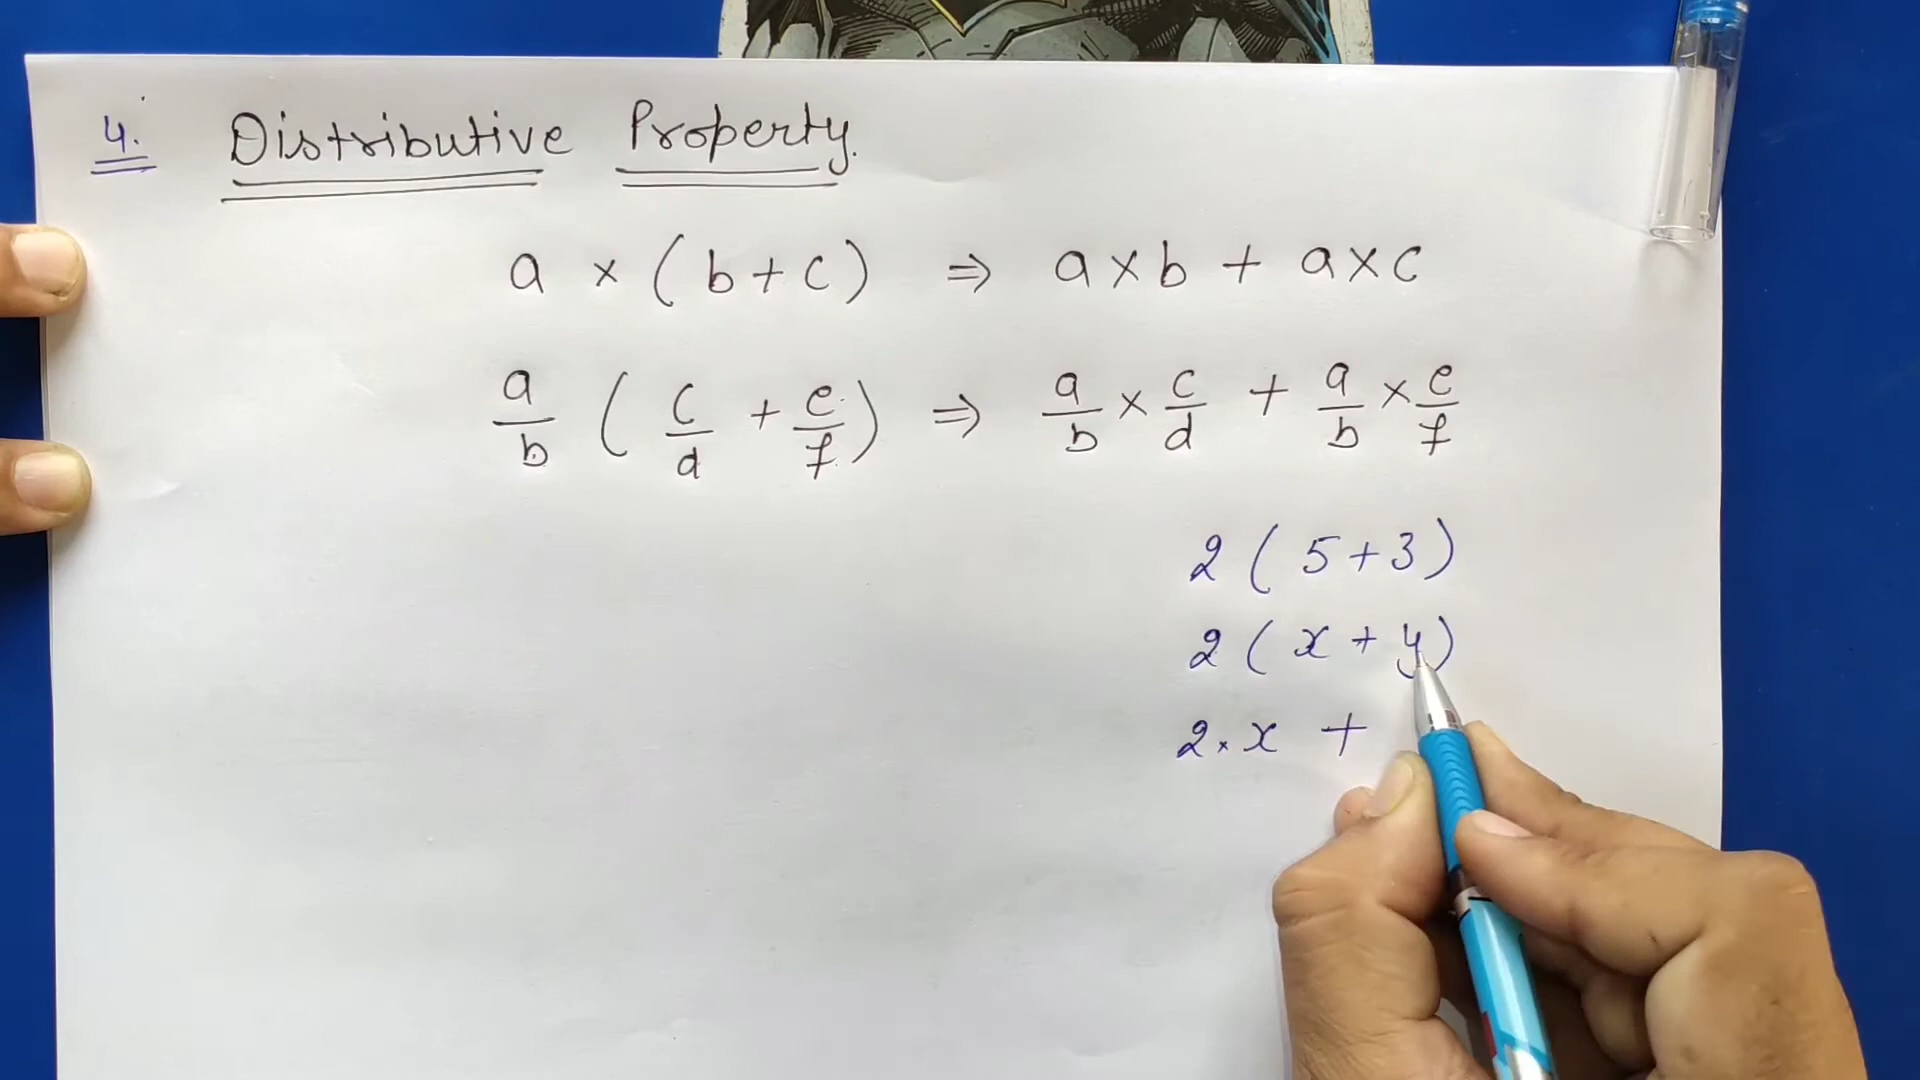 4. Distributive Property.
a × ( b + c ) ⇒ a × b + a × c
a/b ( c/d + e/f ) ⇒ a/b × c/d + a/b × e/f
2 ( 5 + 3 )
2 ( x + y )
2 × x +